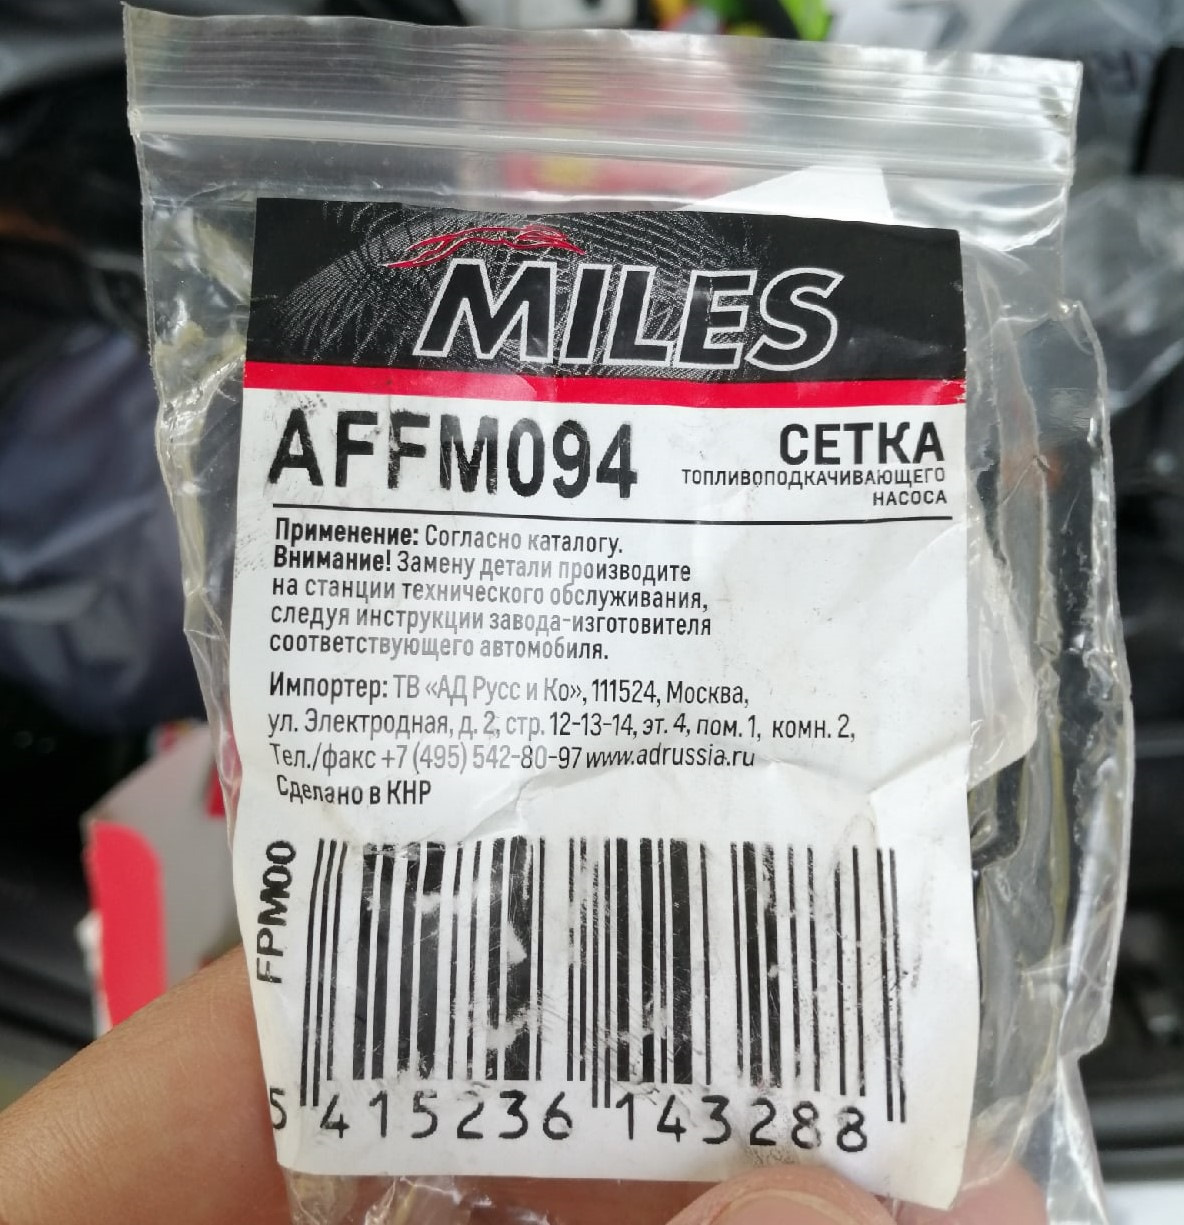 MILES
AFFM094
СЕТКА
ТОПЛИВОПОДКАЧИВАЮЩЕГО
НАСОСА
Применение: Согласно каталогу.
Внимание! Замену детали производите
на станции технического обслуживания,
следуя инструкции завода-изготовителя
соответствующего автомобиля.
Импортер: ТВ «АД Русс и Ко», 111524, Москва,
ул. Электродная, д. 2, стр. 12-13-14, эт. 4, пом. 1, комн. 2,
Тел./факс +7 (495) 542-80-97 www.adrussia.ru
Сделано в КНР
FPM00
5 415236 143288